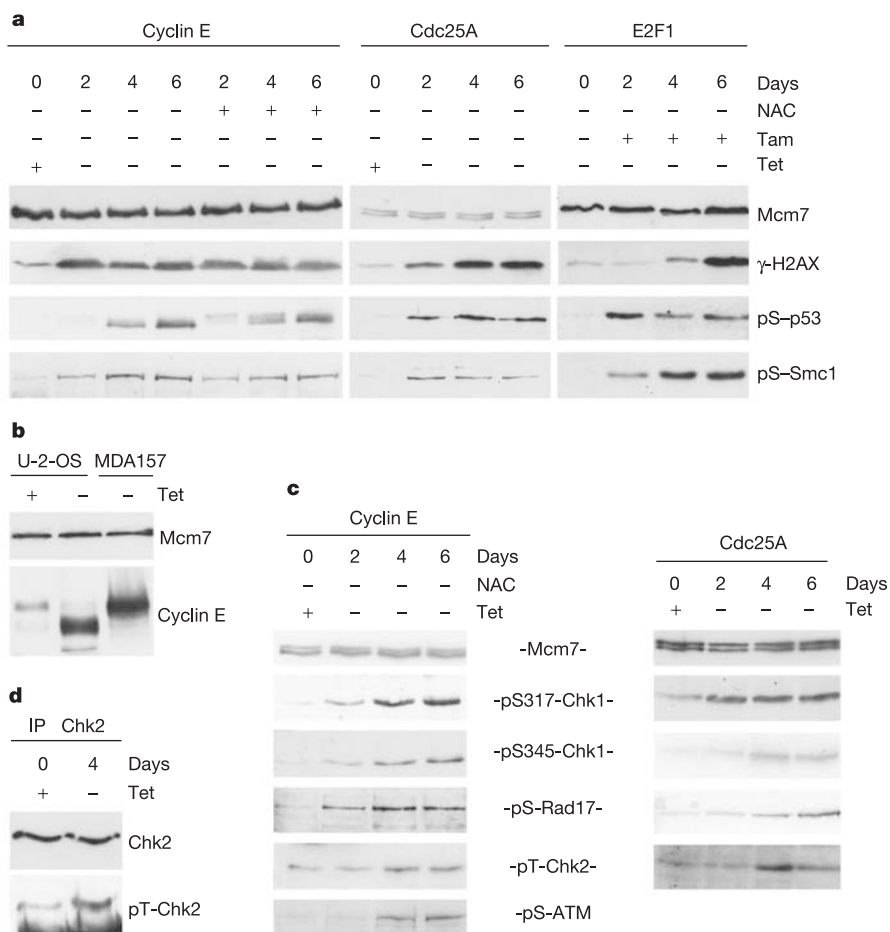 a
Cyclin E Cdc25A E2F1
0 2 4 6 2 4 6 0 2 4 6 0 2 4 6 Days
– – – – + + + – – – – – – – – NAC
– – – – – – – – – – – – + + + Tam
+ – – – – – – + – – – – – – – Tet
Mcm7
γ-H2AX
pS–p53
pS–Smc1
b
U-2-OS MDA157
+ – – Tet
Mcm7
Cyclin E
c
Cyclin E
0 2 4 6 Days
– – – – NAC
+ – – – Tet
Cdc25A
0 2 4 6 Days
+ – – – Tet
-Mcm7-
-pS317-Chk1-
-pS345-Chk1-
-pS-Rad17-
-pT-Chk2-
-pS-ATM
d
IP Chk2
0 4 Days
+ – Tet
Chk2
pT-Chk2